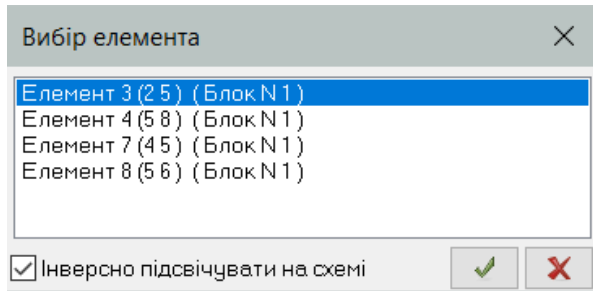 Вибір елемента
Елемент 3 (2 5) (Блок N 1)
Елемент 4 (5 8) (Блок N 1)
Елемент 7 (4 5) (Блок N 1)
Елемент 8 (5 6) (Блок N 1)
Інверсно підсвічувати на схемі